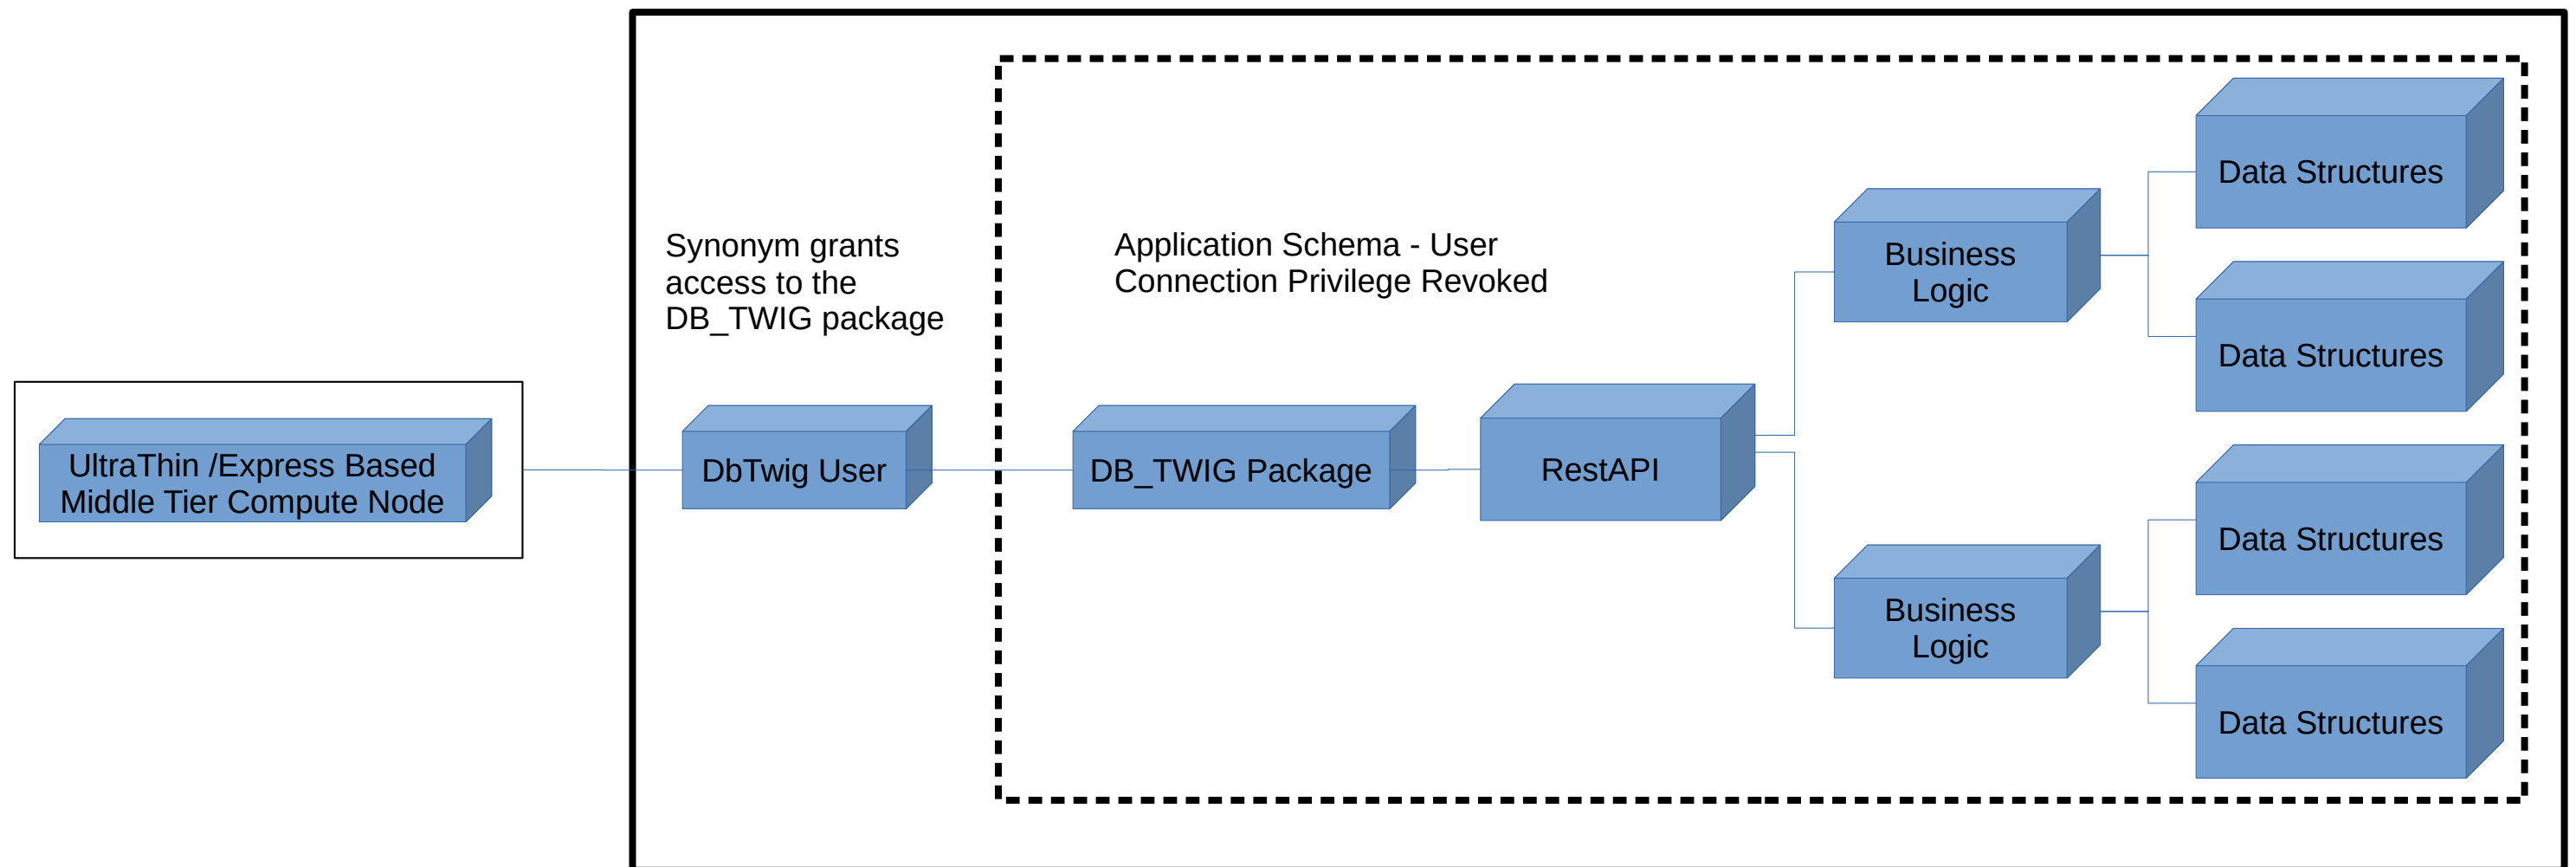 Synonym grants
access to the
DB_TWIG package
Application Schema - User
Connection Privilege Revoked
UltraThin /Express Based
Middle Tier Compute Node
DbTwig User
DB_TWIG Package
RestAPI
Business
Logic
Business
Logic
Data Structures
Data Structures
Data Structures
Data Structures